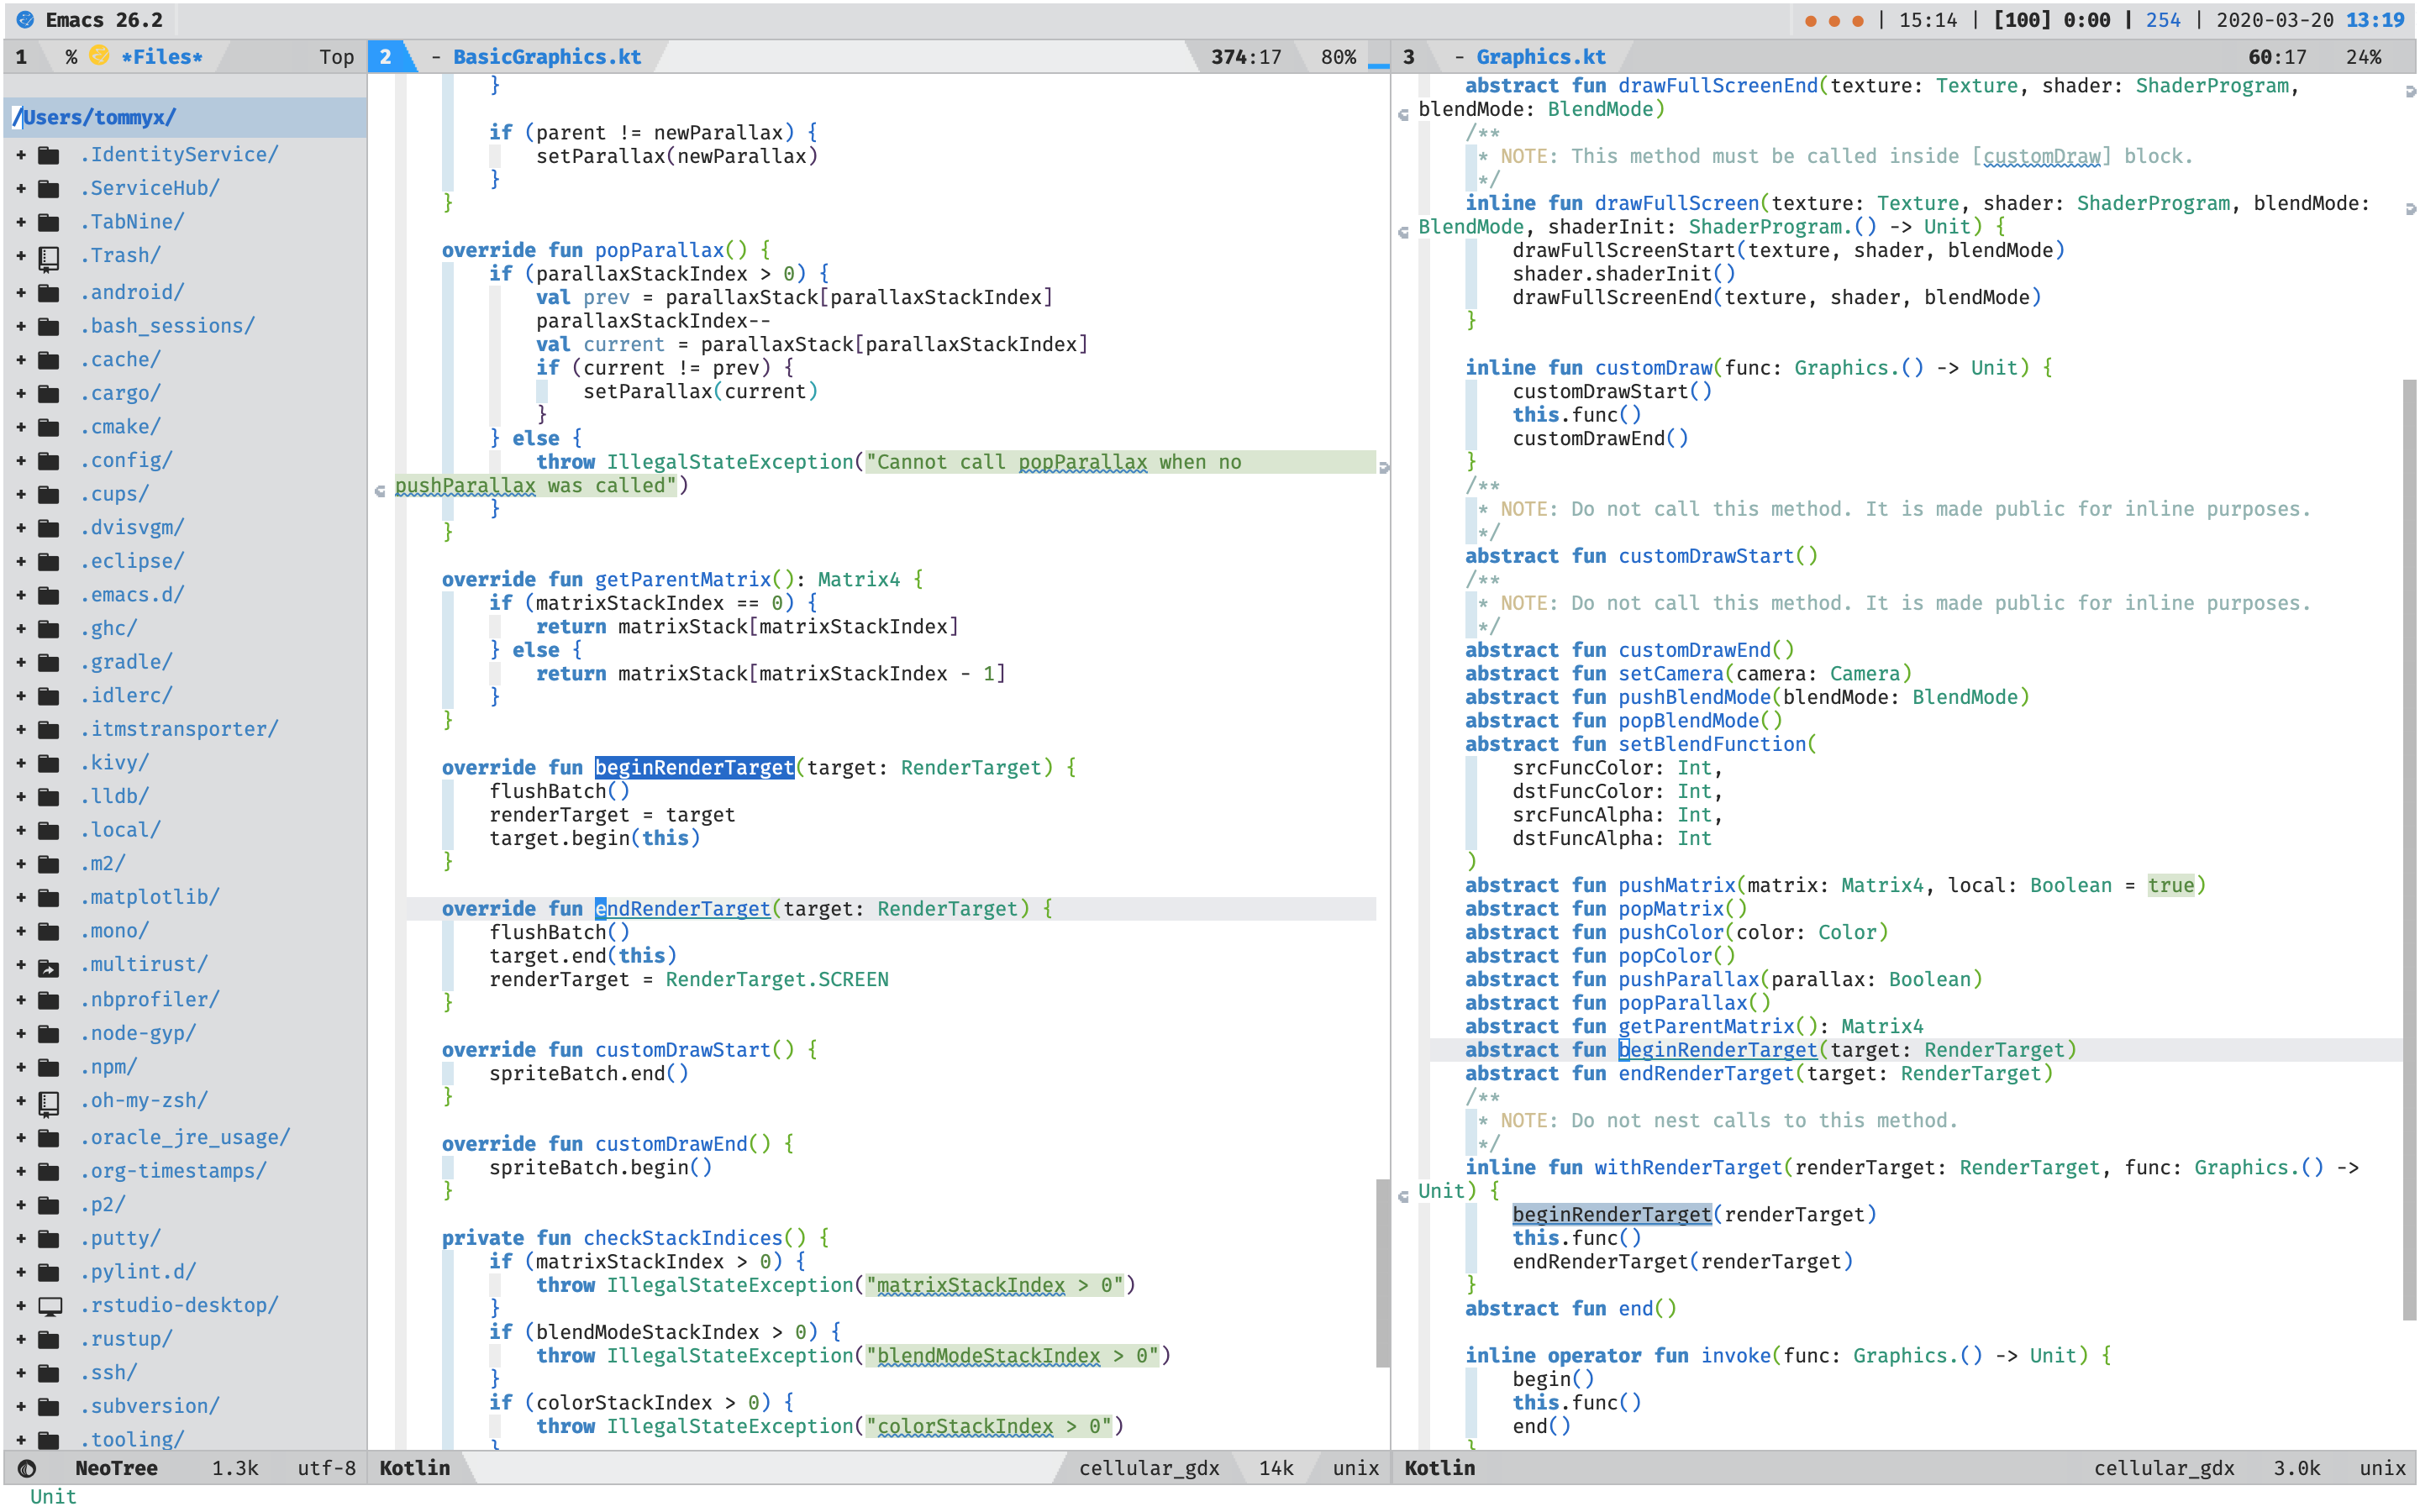 Emacs 26.2
| 15:14 | [100] 0:00 | 254 | 2020-03-20 13:19
1 % *Files* Top
/Users/tommyx/
+ .IdentityService/
+ .ServiceHub/
+ .TabNine/
+ .Trash/
+ .android/
+ .bash_sessions/
+ .cache/
+ .cargo/
+ .cmake/
+ .config/
+ .cups/
+ .dvisvgm/
+ .eclipse/
+ .emacs.d/
+ .ghc/
+ .gradle/
+ .idlerc/
+ .itmstransporter/
+ .kivy/
+ .lldb/
+ .local/
+ .m2/
+ .matplotlib/
+ .mono/
+ .multirust/
+ .nbprofiler/
+ .node-gyp/
+ .npm/
+ .oh-my-zsh/
+ .oracle_jre_usage/
+ .org-timestamps/
+ .p2/
+ .putty/
+ .pylint.d/
+ .rstudio-desktop/
+ .rustup/
+ .ssh/
+ .subversion/
+ .tooling/
NeoTree 1.3k utf-8
2 - BasicGraphics.kt 374:17 80%
}
if (parent != newParallax) {
setParallax(newParallax)
}
}
override fun popParallax() {
if (parallaxStackIndex > 0) {
val prev = parallaxStack[parallaxStackIndex]
parallaxStackIndex--
val current = parallaxStack[parallaxStackIndex]
if (current != prev) {
setParallax(current)
}
} else {
throw IllegalStateException("Cannot call popParallax when no
pushParallax was called")
}
}
override fun getParentMatrix(): Matrix4 {
if (matrixStackIndex == 0) {
return matrixStack[matrixStackIndex]
} else {
return matrixStack[matrixStackIndex - 1]
}
}
override fun beginRenderTarget(target: RenderTarget) {
flushBatch()
renderTarget = target
target.begin(this)
}
override fun endRenderTarget(target: RenderTarget) {
flushBatch()
target.end(this)
renderTarget = RenderTarget.SCREEN
}
override fun customDrawStart() {
spriteBatch.end()
}
override fun customDrawEnd() {
spriteBatch.begin()
}
private fun checkStackIndices() {
if (matrixStackIndex > 0) {
throw IllegalStateException("matrixStackIndex > 0")
}
if (blendModeStackIndex > 0) {
throw IllegalStateException("blendModeStackIndex > 0")
}
if (colorStackIndex > 0) {
throw IllegalStateException("colorStackIndex > 0")
}
Kotlin cellular_gdx 14k unix
3 - Graphics.kt 60:17 24%
abstract fun drawFullScreenEnd(texture: Texture, shader: ShaderProgram,
blendMode: BlendMode)
/**
* NOTE: This method must be called inside [customDraw] block.
*/
inline fun drawFullScreen(texture: Texture, shader: ShaderProgram, blendMode:
BlendMode, shaderInit: ShaderProgram.() -> Unit) {
drawFullScreenStart(texture, shader, blendMode)
shader.shaderInit()
drawFullScreenEnd(texture, shader, blendMode)
}
inline fun customDraw(func: Graphics.() -> Unit) {
customDrawStart()
this.func()
customDrawEnd()
}
/**
* NOTE: Do not call this method. It is made public for inline purposes.
*/
abstract fun customDrawStart()
/**
* NOTE: Do not call this method. It is made public for inline purposes.
*/
abstract fun customDrawEnd()
abstract fun setCamera(camera: Camera)
abstract fun pushBlendMode(blendMode: BlendMode)
abstract fun popBlendMode()
abstract fun setBlendFunction(
srcFuncColor: Int,
dstFuncColor: Int,
srcFuncAlpha: Int,
dstFuncAlpha: Int
)
abstract fun pushMatrix(matrix: Matrix4, local: Boolean = true)
abstract fun popMatrix()
abstract fun pushColor(color: Color)
abstract fun popColor()
abstract fun pushParallax(parallax: Boolean)
abstract fun popParallax()
abstract fun getParentMatrix(): Matrix4
abstract fun beginRenderTarget(target: RenderTarget)
abstract fun endRenderTarget(target: RenderTarget)
/**
* NOTE: Do not nest calls to this method.
*/
inline fun withRenderTarget(renderTarget: RenderTarget, func: Graphics.() ->
Unit) {
beginRenderTarget(renderTarget)
this.func()
endRenderTarget(renderTarget)
}
abstract fun end()
inline operator fun invoke(func: Graphics.() -> Unit) {
begin()
this.func()
end()
}
Kotlin cellular_gdx 3.0k unix
Unit